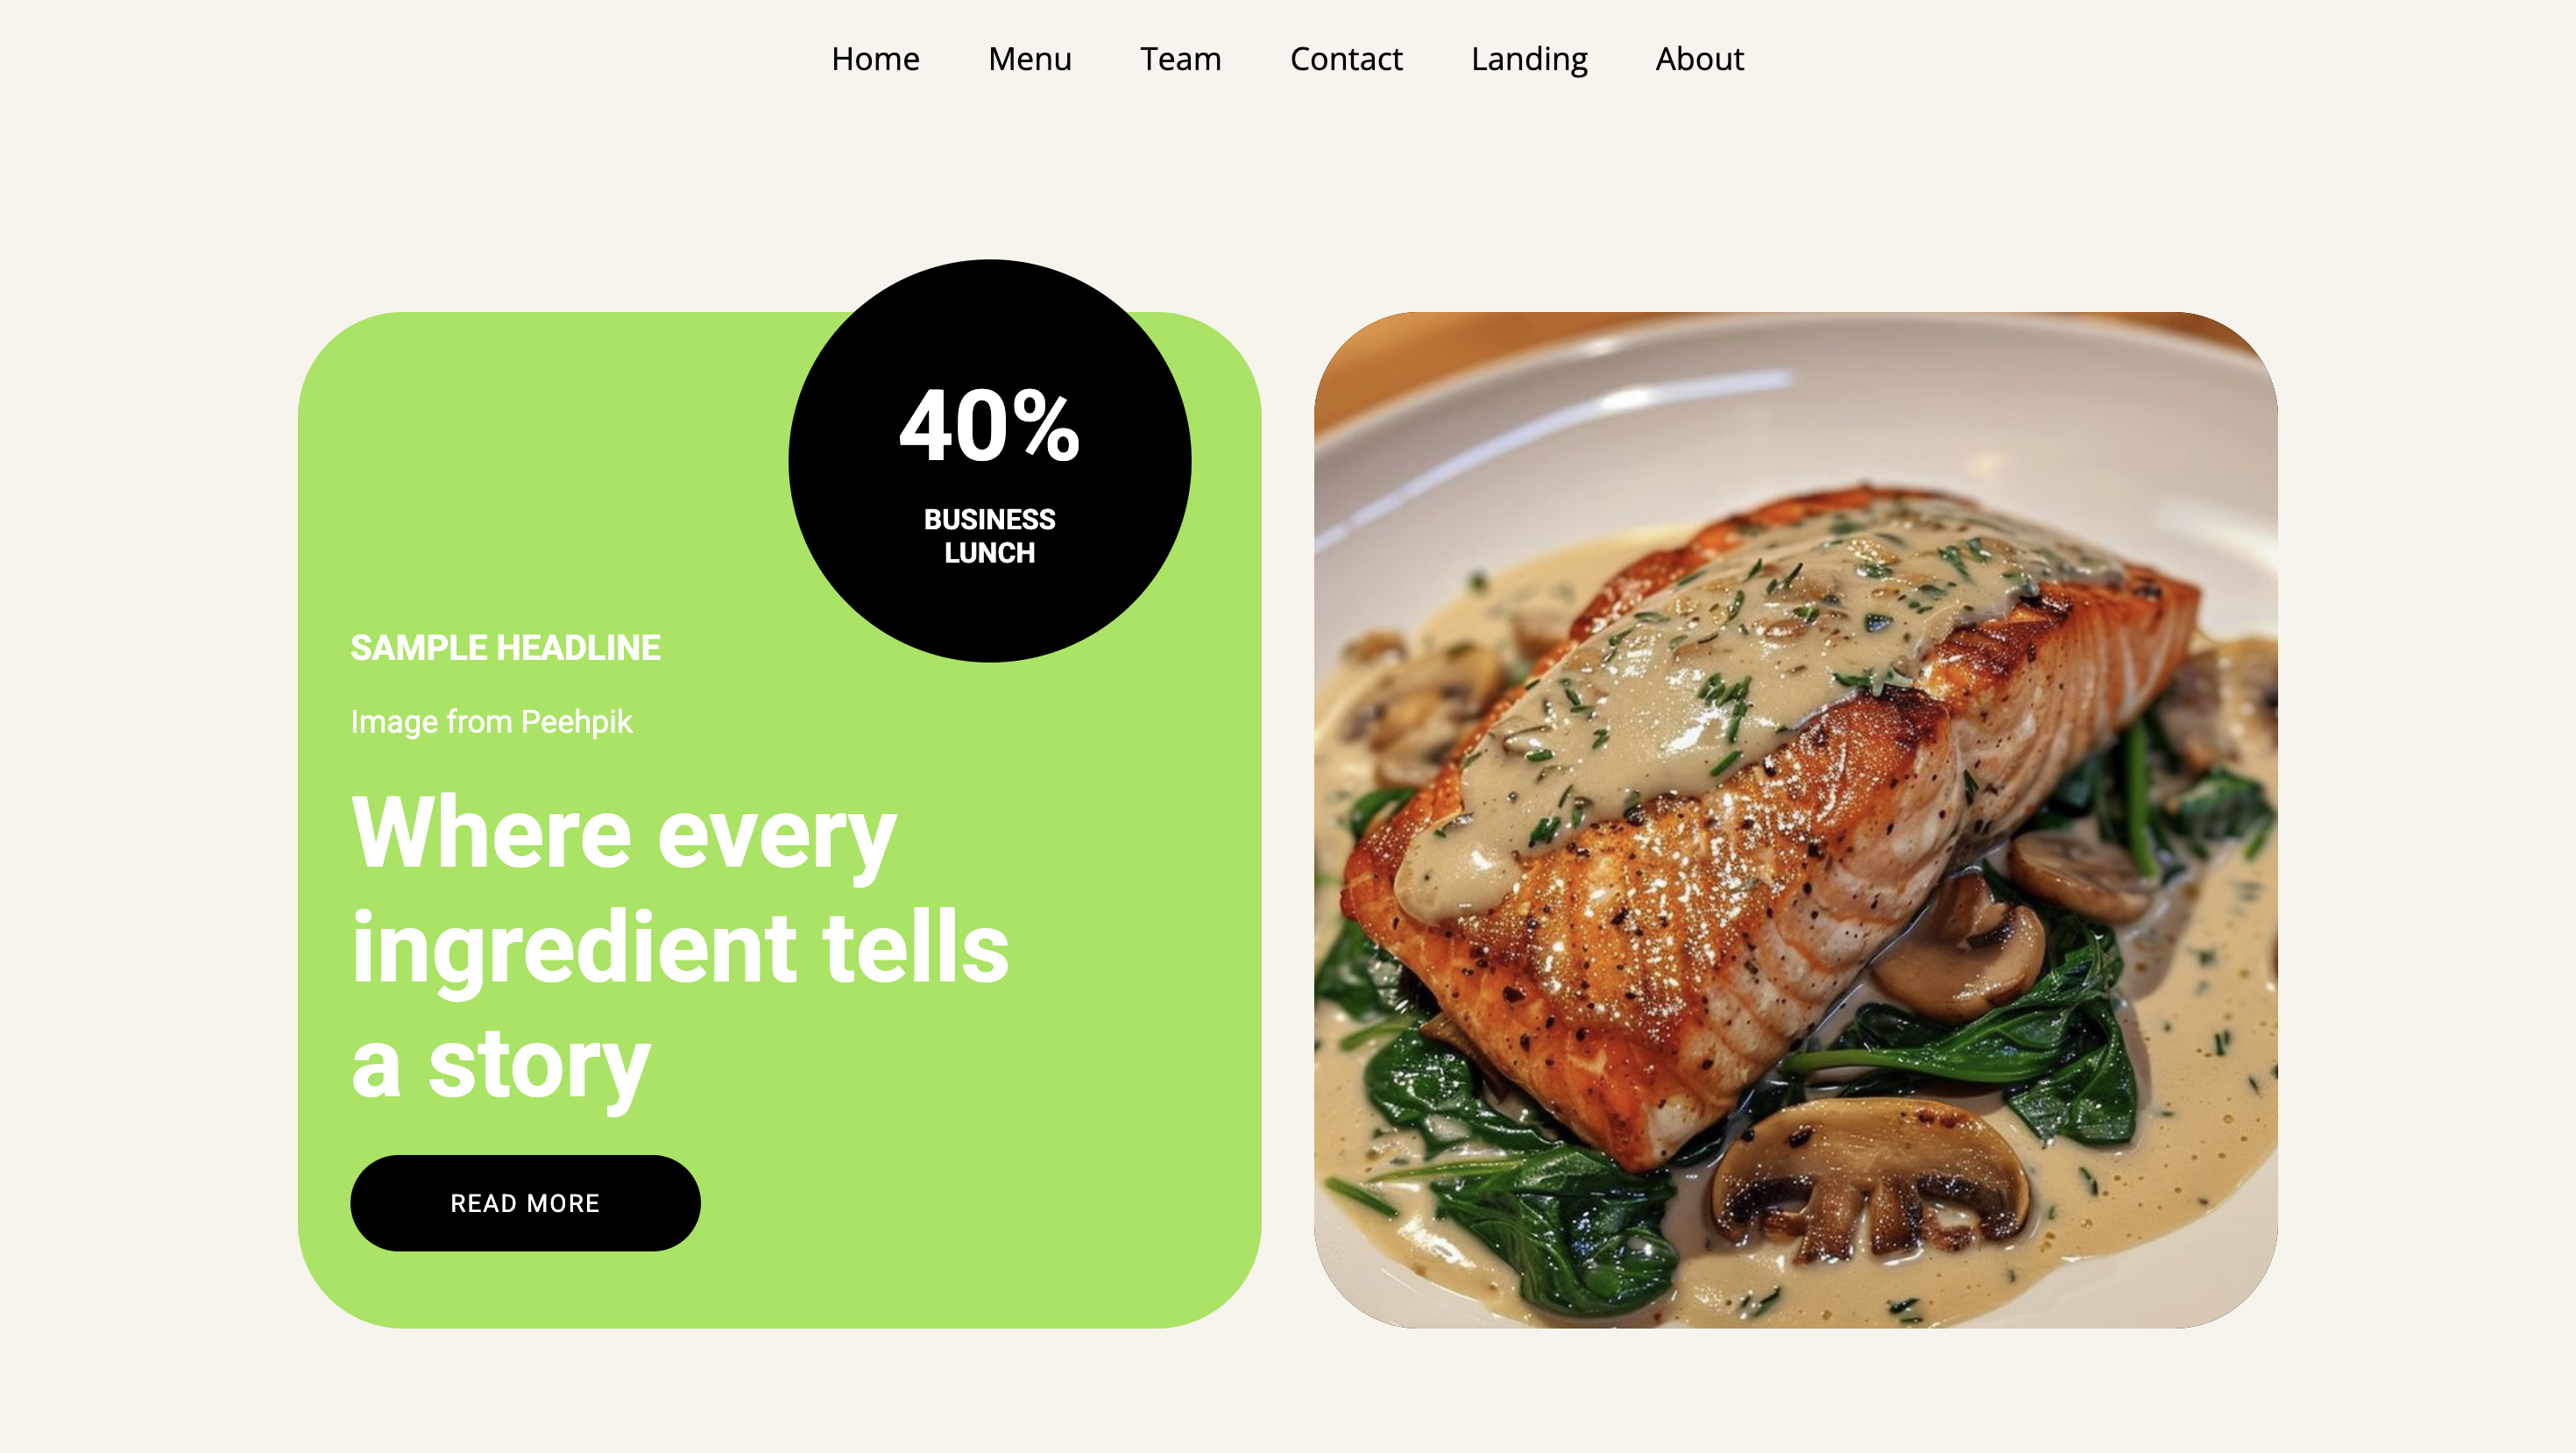 Home Menu Team Contact Landing About
40%
BUSINESS
LUNCH
SAMPLE HEADLINE
Image from Peehpik
Where every
ingredient tells
a story
READ MORE